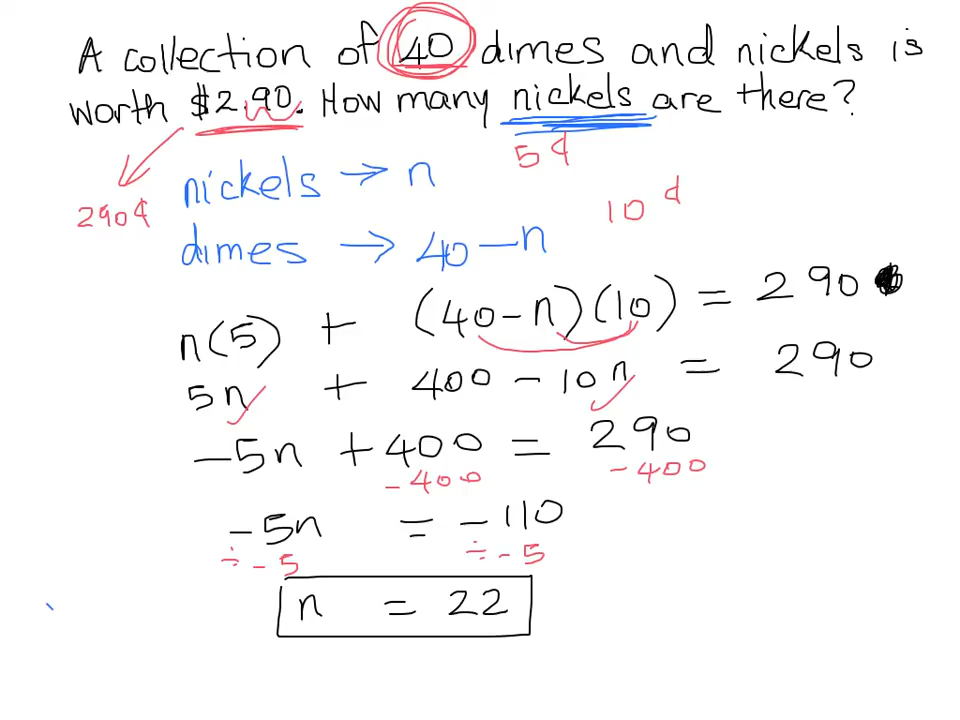 A collection of 40 dimes and nickels is
worth $2.90. How many nickels are there?
5¢
290¢
nickels → n
10¢
dimes → 40 - n
n(5) + (40 - n)(10) = 290
5n + 400 - 10n = 290
-5n + 400 = 290
-400 -400
-5n = -110
÷ -5 ÷ -5
n = 22